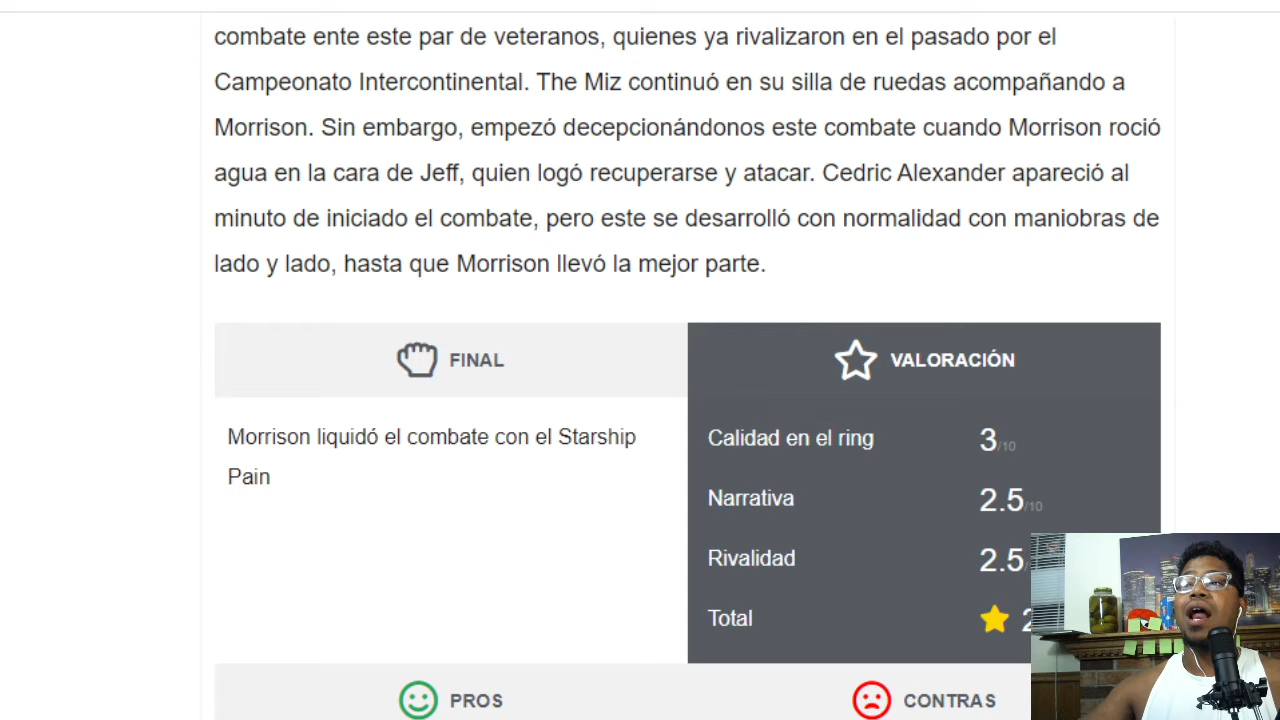 combate ente este par de veteranos, quienes ya rivalizaron en el pasado por el
Campeonato Intercontinental. The Miz continuó en su silla de ruedas acompañando a
Morrison. Sin embargo, empezó decepcionándonos este combate cuando Morrison roció
agua en la cara de Jeff, quien logó recuperarse y atacar. Cedric Alexander apareció al
minuto de iniciado el combate, pero este se desarrolló con normalidad con maniobras de
lado y lado, hasta que Morrison llevó la mejor parte.
FINAL
VALORACIÓN
Morrison liquidó el combate con el Starship
Pain
Calidad en el ring 3/10
Narrativa 2.5/10
Rivalidad 2.5
Total
PROS
CONTRAS